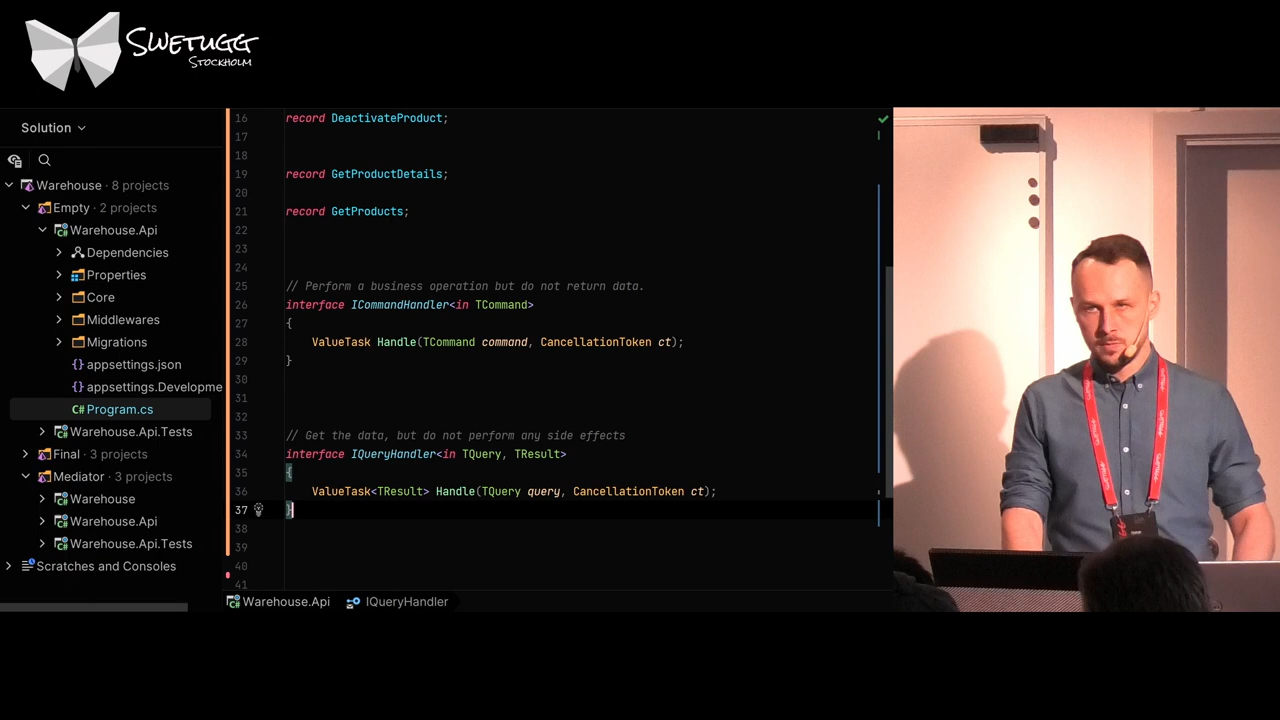 SWETUGG
STOCKHOLM
Solution
Warehouse · 8 projects
Empty · 2 projects
C# Warehouse.Api
Dependencies
Properties
Core
Middlewares
Migrations
{} appsettings.json
{} appsettings.Developme
C# Program.cs
C# Warehouse.Api.Tests
Final · 3 projects
Mediator · 3 projects
C# Warehouse
C# Warehouse.Api
C# Warehouse.Api.Tests
Scratches and Consoles
16 record DeactivateProduct;
17
18
19 record GetProductDetails;
20
21 record GetProducts;
22
23
24
25 // Perform a business operation but do not return data.
26 interface ICommandHandler<in TCommand>
27 {
28 ValueTask Handle(TCommand command, CancellationToken ct);
29 }
30
31
32
33 // Get the data, but do not perform any side effects
34 interface IQueryHandler<in TQuery, TResult>
35 {
36 ValueTask<TResult> Handle(TQuery query, CancellationToken ct);
37 }
38
39
40
41
C# Warehouse.Api IQueryHandler